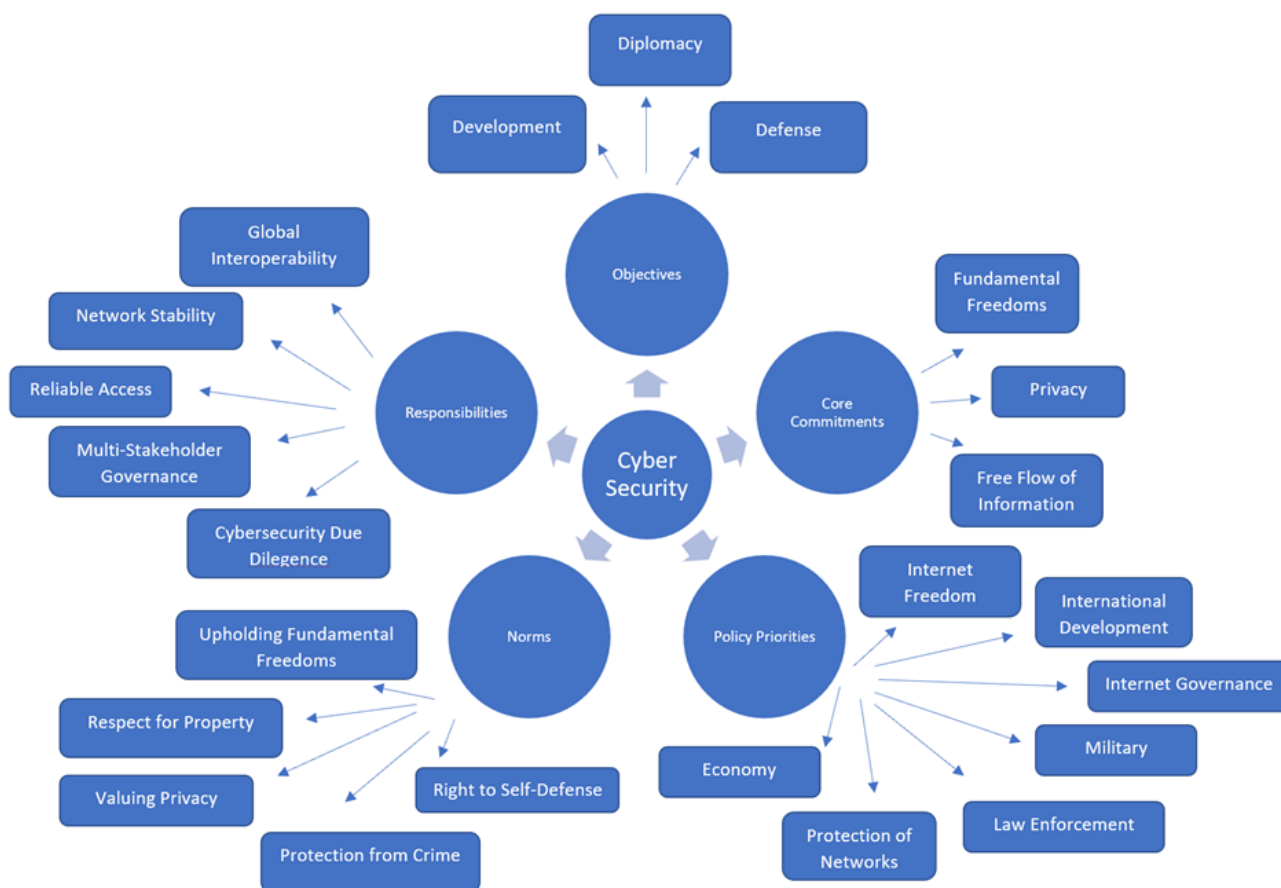 Diplomacy
Development
Defense
Objectives
Global
Interoperability
Network Stability
Reliable Access
Multi-Stakeholder
Governance
Cybersecurity Due
Dilegence
Responsibilities
Fundamental
Freedoms
Privacy
Free Flow of
Information
Core
Commitments
Cyber
Security
Norms
Upholding Fundamental
Freedoms
Respect for Property
Valuing Privacy
Protection from Crime
Right to Self-Defense
Policy Priorities
Internet
Freedom
International
Development
Internet Governance
Military
Law Enforcement
Protection of
Networks
Economy